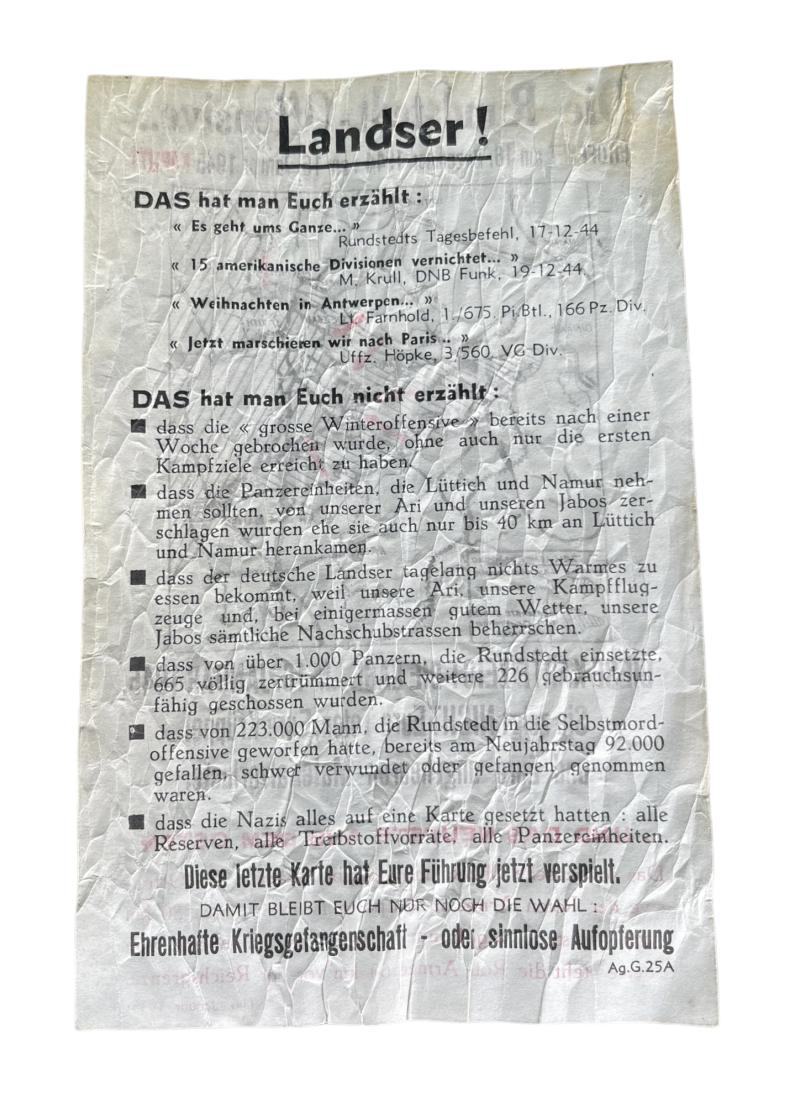 Landser !
DAS hat man Euch erzählt :
« Es geht ums Ganze... »
Rundstedts Tagesbefehl, 17-12-44
« 15 amerikanische Divisionen vernichtet... »
M. Krull, DNB Funk, 19-12-44.
« Weihnachten in Antwerpen... »
Lt. Farnhold, 1./675. Pi/Btl., 166 Pz. Div.
« Jetzt marschieren wir nach Paris... »
Uffz. Höpke, 3/560. VG-Div.
DAS hat man Euch nicht erzählt :
■ dass die « grosse Winteroffensive » bereits nach einer
Woche gebrochen wurde, ohne auch nur die ersten
Kampfziele erreicht zu haben.
■ dass die Panzereinheiten, die Lüttich und Namur neh-
men sollten, von unserer Ari und unseren Jabos zer-
schlagen wurden ehe sie auch nur bis 40 km an Lüttich
und Namur herankamen.
■ dass der deutsche Landser tagelang nichts Warmes zu
essen bekommt, weil unsere Ari, unsere Kampfflug-
zeuge und, bei einigermassen gutem Wetter, unsere
Jabos sämtliche Nachschubstrassen beherrschen.
■ dass von über 1.000 Panzern, die Rundstedt einsetzte,
665 völlig zertrümmert und weitere 226 gebrauchsun-
fähig geschossen wurden.
■ dass von 223.000 Mann, die Rundstedt in die Selbstmord-
offensive geworfen hatte, bereits am Neujahrstag 92.000
gefallen, schwer verwundet oder gefangen genommen
waren.
■ dass die Nazis alles auf eine Karte gesetzt hatten : alle
Reserven, alle Treibstoffvorräte, alle Panzereinheiten.
Diese letzte Karte hat Eure Führung jetzt verspielt.
DAMIT BLEIBT EUCH NUR NOCH DIE WAHL :
Ehrenhafte Kriegsgefangenschaft - oder sinnlose Aufopferung
Ag.G.25A